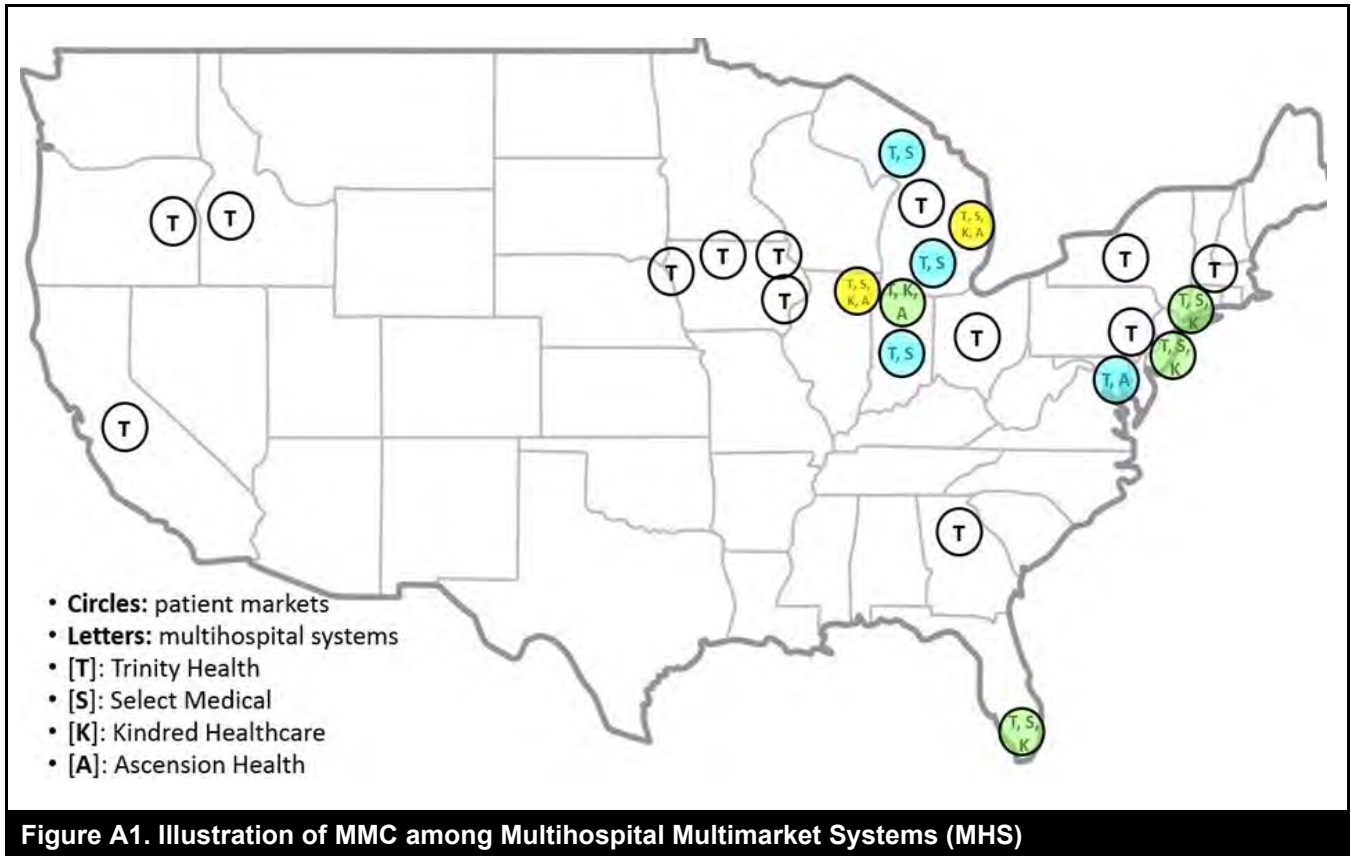 T, S
T
T, S,
K, A
T
T
T
T
T
T
T, S
T
T
T
T, S,
K, A
T, K,
A
T, S,
K
T
T, S
T
T, S,
K
T, A
T
T
T, S,
K
• Circles: patient markets
• Letters: multihospital systems
• [T]: Trinity Health
• [S]: Select Medical
• [K]: Kindred Healthcare
• [A]: Ascension Health
Figure A1. Illustration of MMC among Multihospital Multimarket Systems (MHS)